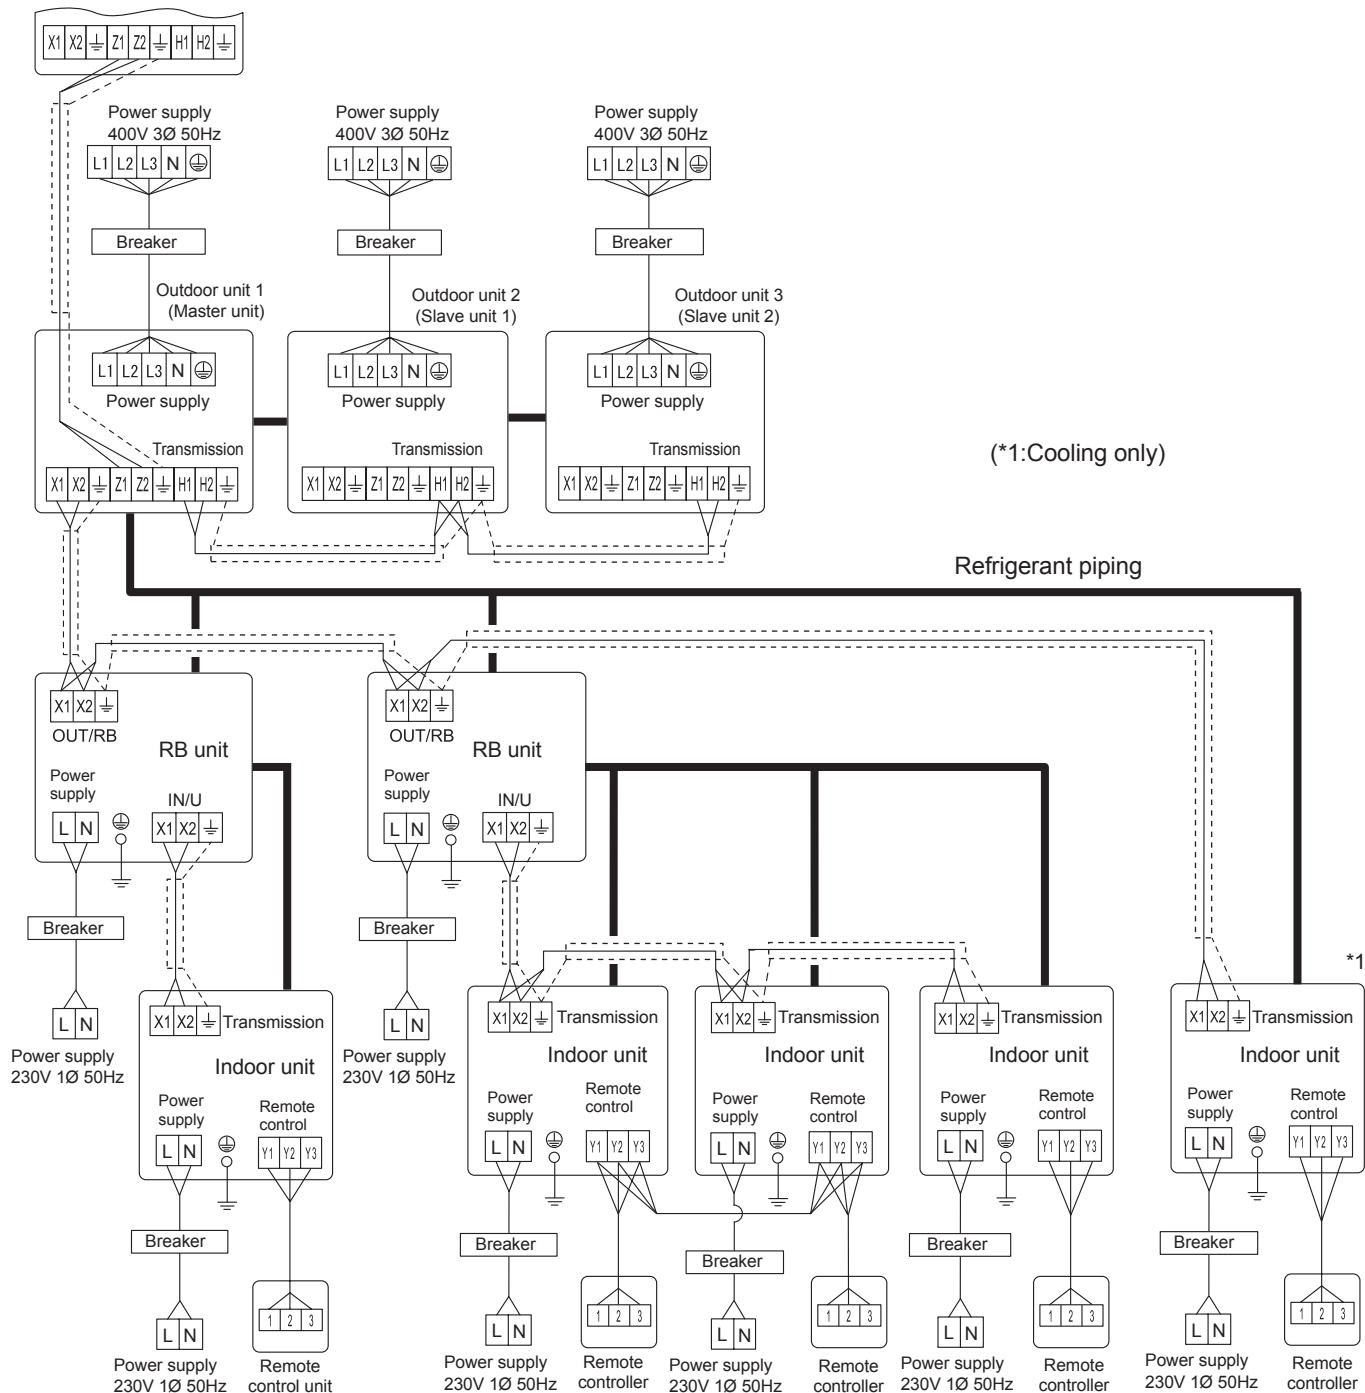 X1 X2 Z1 Z2 H1 H2
Power supply
400V 3Ø 50Hz
L1 L2 L3 N
Breaker
Power supply
400V 3Ø 50Hz
L1 L2 L3 N
Breaker
Power supply
400V 3Ø 50Hz
L1 L2 L3 N
Breaker
Outdoor unit 1
(Master unit)
L1 L2 L3 N
Power supply
Transmission
X1 X2 Z1 Z2 H1 H2
Outdoor unit 2
(Slave unit 1)
L1 L2 L3 N
Power supply
Transmission
X1 X2 Z1 Z2 H1 H2
Outdoor unit 3
(Slave unit 2)
L1 L2 L3 N
Power supply
Transmission
X1 X2 Z1 Z2 H1 H2
(*1:Cooling only)
Refrigerant piping
X1 X2
OUT/RB
RB unit
Power
supply
L N
IN/U
X1 X2
Breaker
L N
Power supply
230V 1Ø 50Hz
X1 X2
OUT/RB
RB unit
Power
supply
L N
IN/U
X1 X2
Breaker
L N
Power supply
230V 1Ø 50Hz
X1 X2 Transmission
Indoor unit
Power
supply
L N
Remote
control
Y1 Y2 Y3
Breaker
L N
Power supply
230V 1Ø 50Hz
1 2 3
Remote
control unit
X1 X2 Transmission
Indoor unit
Power
supply
L N
Remote
control
Y1 Y2 Y3
Breaker
L N
Power supply
230V 1Ø 50Hz
1 2 3
Remote
controller
X1 X2 Transmission
Indoor unit
Power
supply
L N
Remote
control
Y1 Y2 Y3
Breaker
L N
Power supply
230V 1Ø 50Hz
1 2 3
Remote
controller
X1 X2 Transmission
Indoor unit
Power
supply
L N
Remote
control
Y1 Y2 Y3
Breaker
L N
Power supply
230V 1Ø 50Hz
1 2 3
Remote
controller
*1
X1 X2 Transmission
Indoor unit
Power
supply
L N
Remote
control
Y1 Y2 Y3
Breaker
L N
Power supply
230V 1Ø 50Hz
1 2 3
Remote
controller